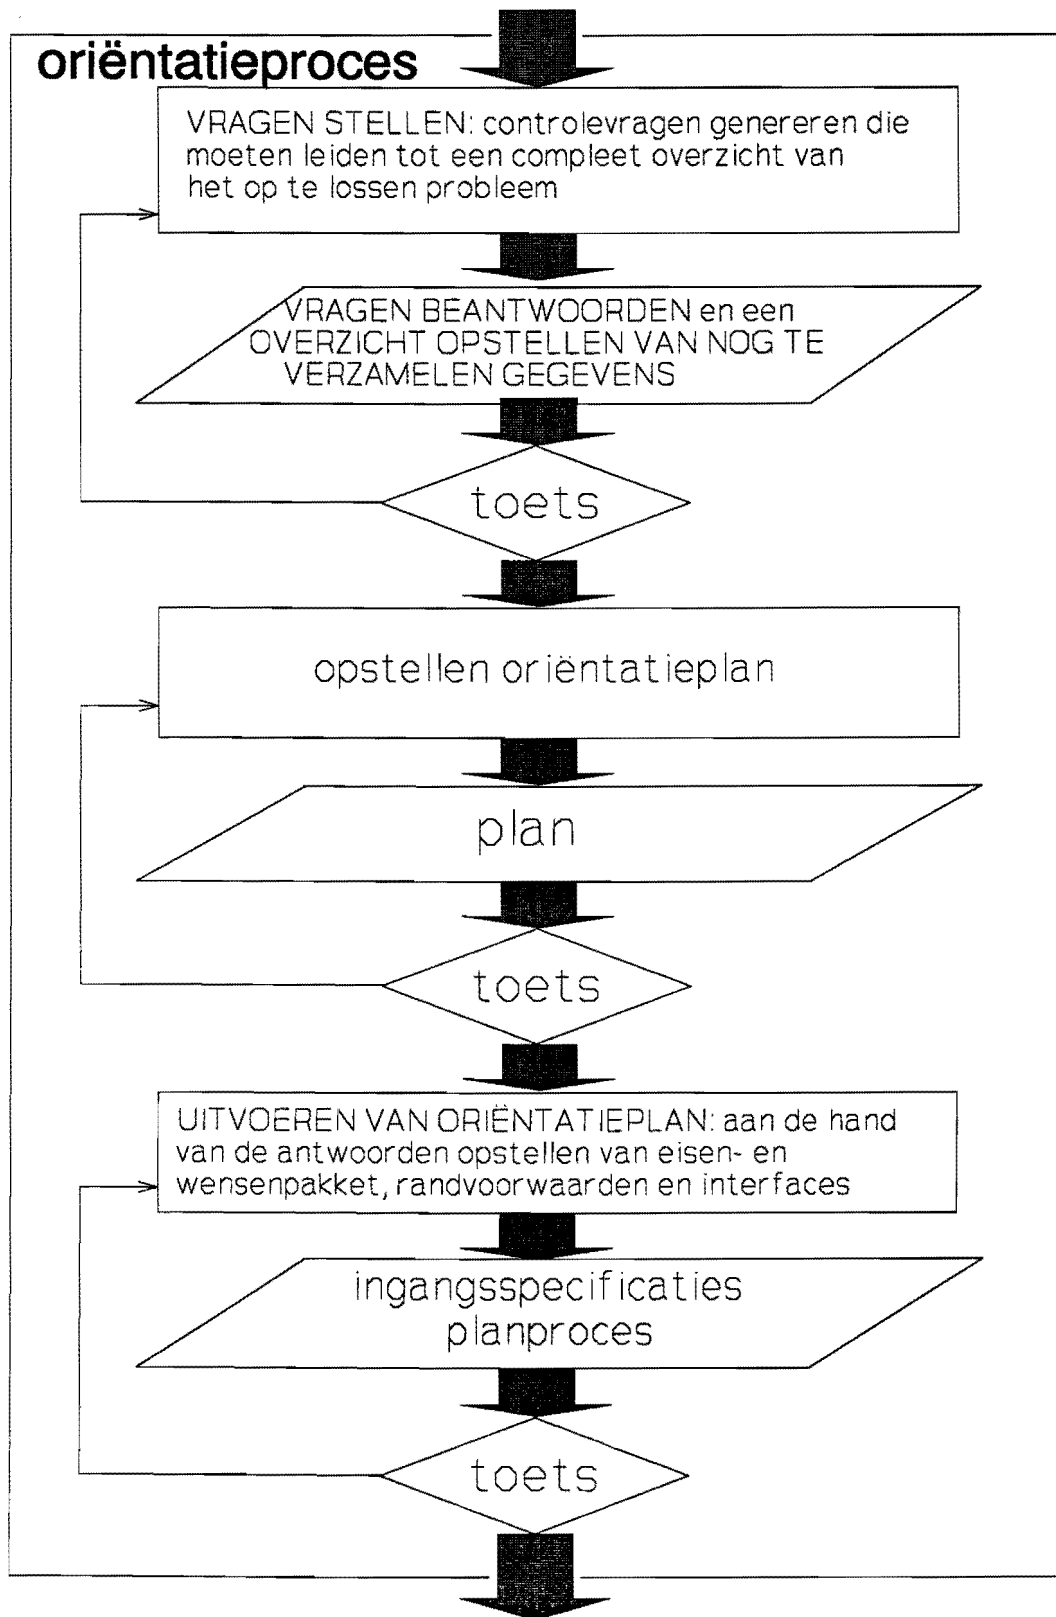 oriëntatieproces
VRAGEN STELLEN: controlevragen genereren die
moeten leiden tot een compleet overzicht van
het op te lossen probleem
VRAGEN BEANTWOORDEN en een
OVERZICHT OPSTELLEN VAN NOG TE
VERZAMELEN GEGEVENS
toets
opstellen oriëntatieplan
plan
toets
UITVOEREN VAN ORIËNTATIEPLAN: aan de hand
van de antwoorden opstellen van eisen- en
wensenpakket, randvoorwaarden en interfaces
ingangsspecificaties
planproces
toets